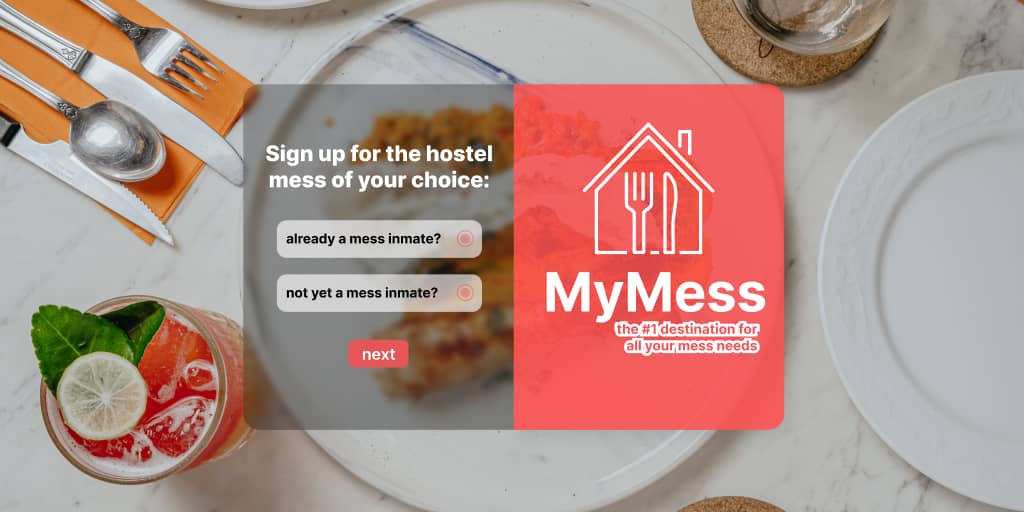 Sign up for the hostel
mess of your choice:
already a mess inmate?
not yet a mess inmate?
next
MyMess
the #1 destination for
all your mess needs